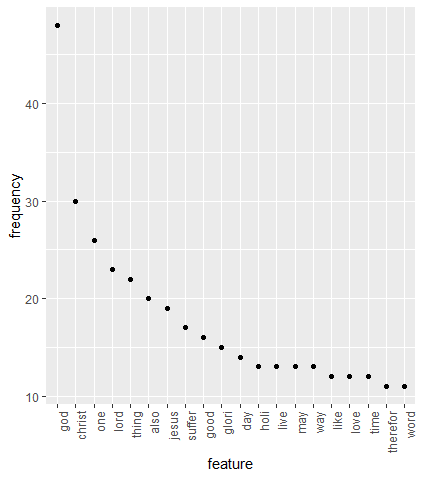 frequency
40
30
20
10
god
christ
one
lord
thing
also
jesus
suffer
good
glori
day
holi
live
may
way
like
love
time
therefor
word
feature